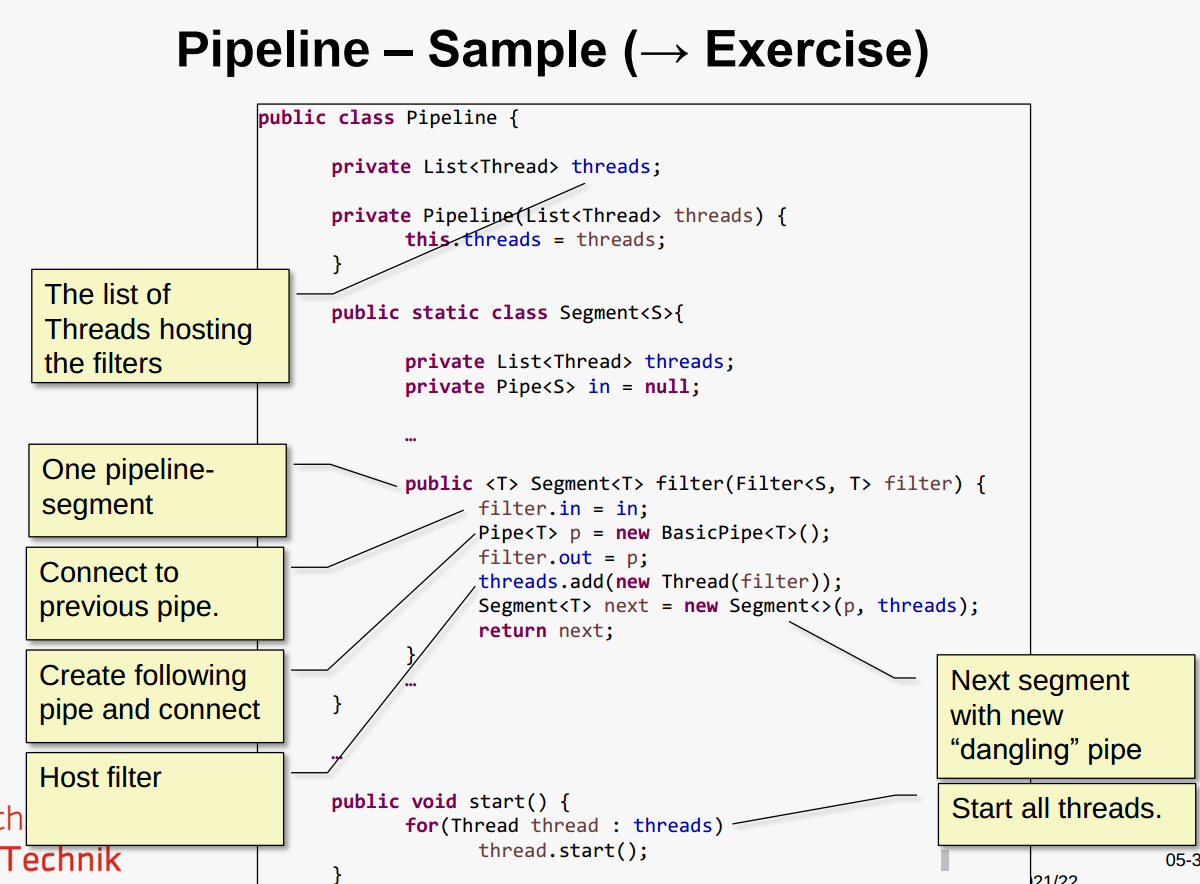 Pipeline – Sample (→ Exercise)
public class Pipeline {
private List<Thread> threads;
private Pipeline(List<Thread> threads) {
this.threads = threads;
}
The list of
Threads hosting
the filters
public static class Segment<S>{
private List<Thread> threads;
private Pipe<S> in = null;
…
One pipeline-
segment
public <T> Segment<T> filter(Filter<S, T> filter) {
filter.in = in;
Pipe<T> p = new BasicPipe<T>();
filter.out = p;
threads.add(new Thread(filter));
Segment<T> next = new Segment<>(p, threads);
return next;
}
…
}
Connect to
previous pipe.
Create following
pipe and connect
Host filter
Next segment
with new
“dangling” pipe
…
public void start() {
for(Thread thread : threads)
thread.start();
}
Start all threads.
Technik
05-3
021/22